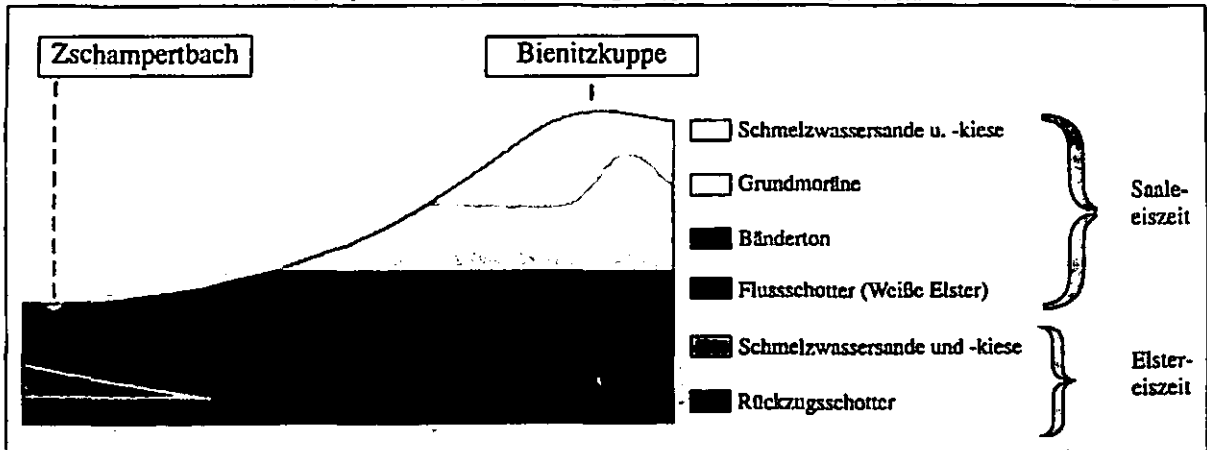 Zschampertbach
Bienitzkuppe
Schmelzwassersande u. -kiese
Grundmoräne
Bänderton
Flussschotter (Weiße Elster)
Saale-
eiszeit
Schmelzwassersande und -kiese
Rückzugsschotter
Elster-
eiszeit